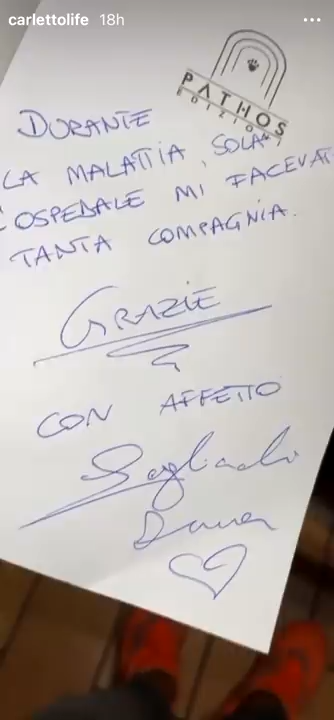 carlettolife 18h
PATHOS
EDIZIONI
DURANTE
LA MALATTIA, SOLA
L'OSPEDALE MI FACEVATE
TANTA COMPAGNIA.
GRAZIE
CON AFFETTO